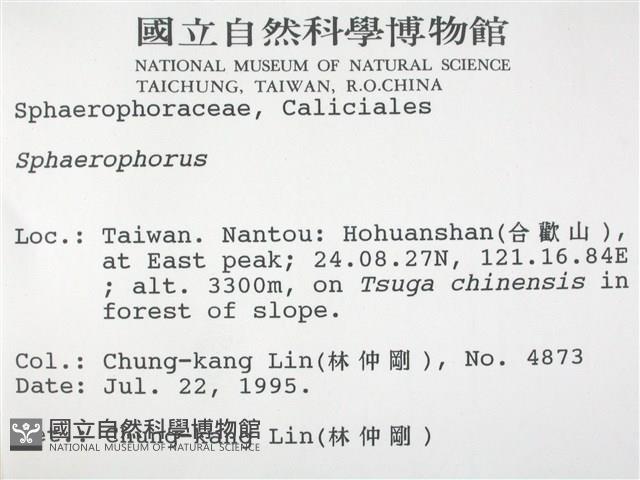 國立自然科學博物館
NATIONAL MUSEUM OF NATURAL SCIENCE
TAICHUNG, TAIWAN, R.O.CHINA
Sphaerophoraceae, Caliciales
Sphaerophorus
Loc.: Taiwan. Nantou: Hohuanshan(合歡山),
at East peak; 24.08.27N, 121.16.84E
; alt. 3300m, on Tsuga chinensis in
forest of slope.
Col.: Chung-kang Lin(林仲剛), No. 4873
Date: Jul. 22, 1995.
Chung-kang Lin(林仲剛)
國立自然科學博物館
NATIONAL MUSEUM OF NATURAL SCIENCE